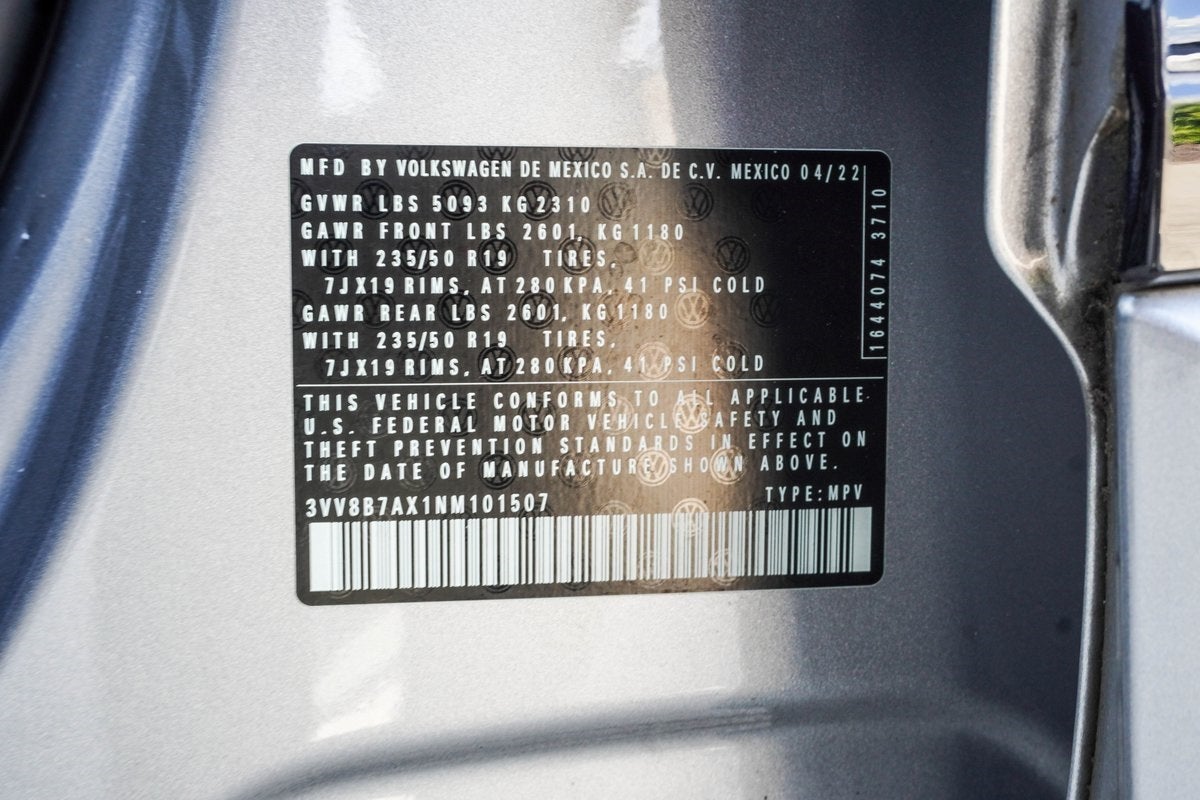 MFD BY VOLKSWAGEN DE MEXICO S.A. DE C.V. MEXICO 04/22
GVWR LBS 5093 KG 2310
GAWR FRONT LBS 2601, KG 1180
WITH 235/50 R19 TIRES,
7JX19 RIMS, AT 280 KPA, 41 PSI COLD
GAWR REAR LBS 2601, KG 1180
WITH 235/50 R19 TIRES,
7JX19 RIMS, AT 280 KPA, 41 PSI COLD
1644074 3710
THIS VEHICLE CONFORMS TO ALL APPLICABLE
U.S. FEDERAL MOTOR VEHICLE SAFETY AND
THEFT PREVENTION STANDARDS IN EFFECT ON
THE DATE OF MANUFACTURE SHOWN ABOVE.
3VV8B7AX1NM101507 TYPE:MPV